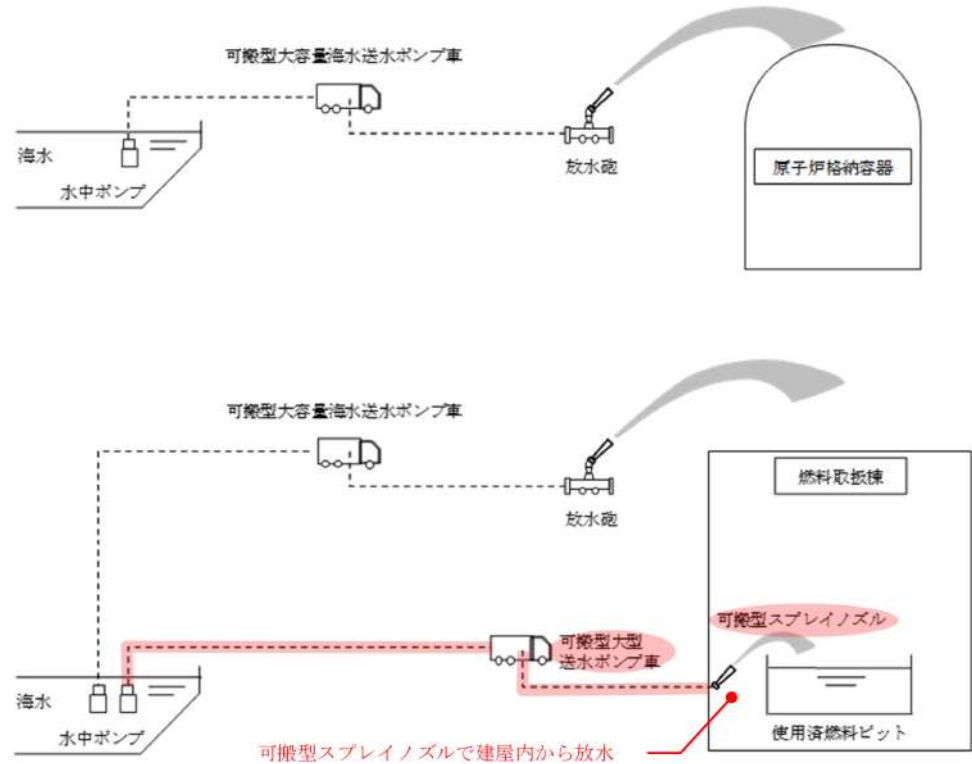 可搬型大容量海水送水ポンプ車
海水
水中ポンプ
放水砲
原子炉格納容器
可搬型大容量海水送水ポンプ車
燃料取扱棟
放水砲
可搬型スプレイノズル
可搬型大型
送水ポンプ車
海水
水中ポンプ
使用済燃料ピット
可搬型スプレイノズルで建屋内から放水